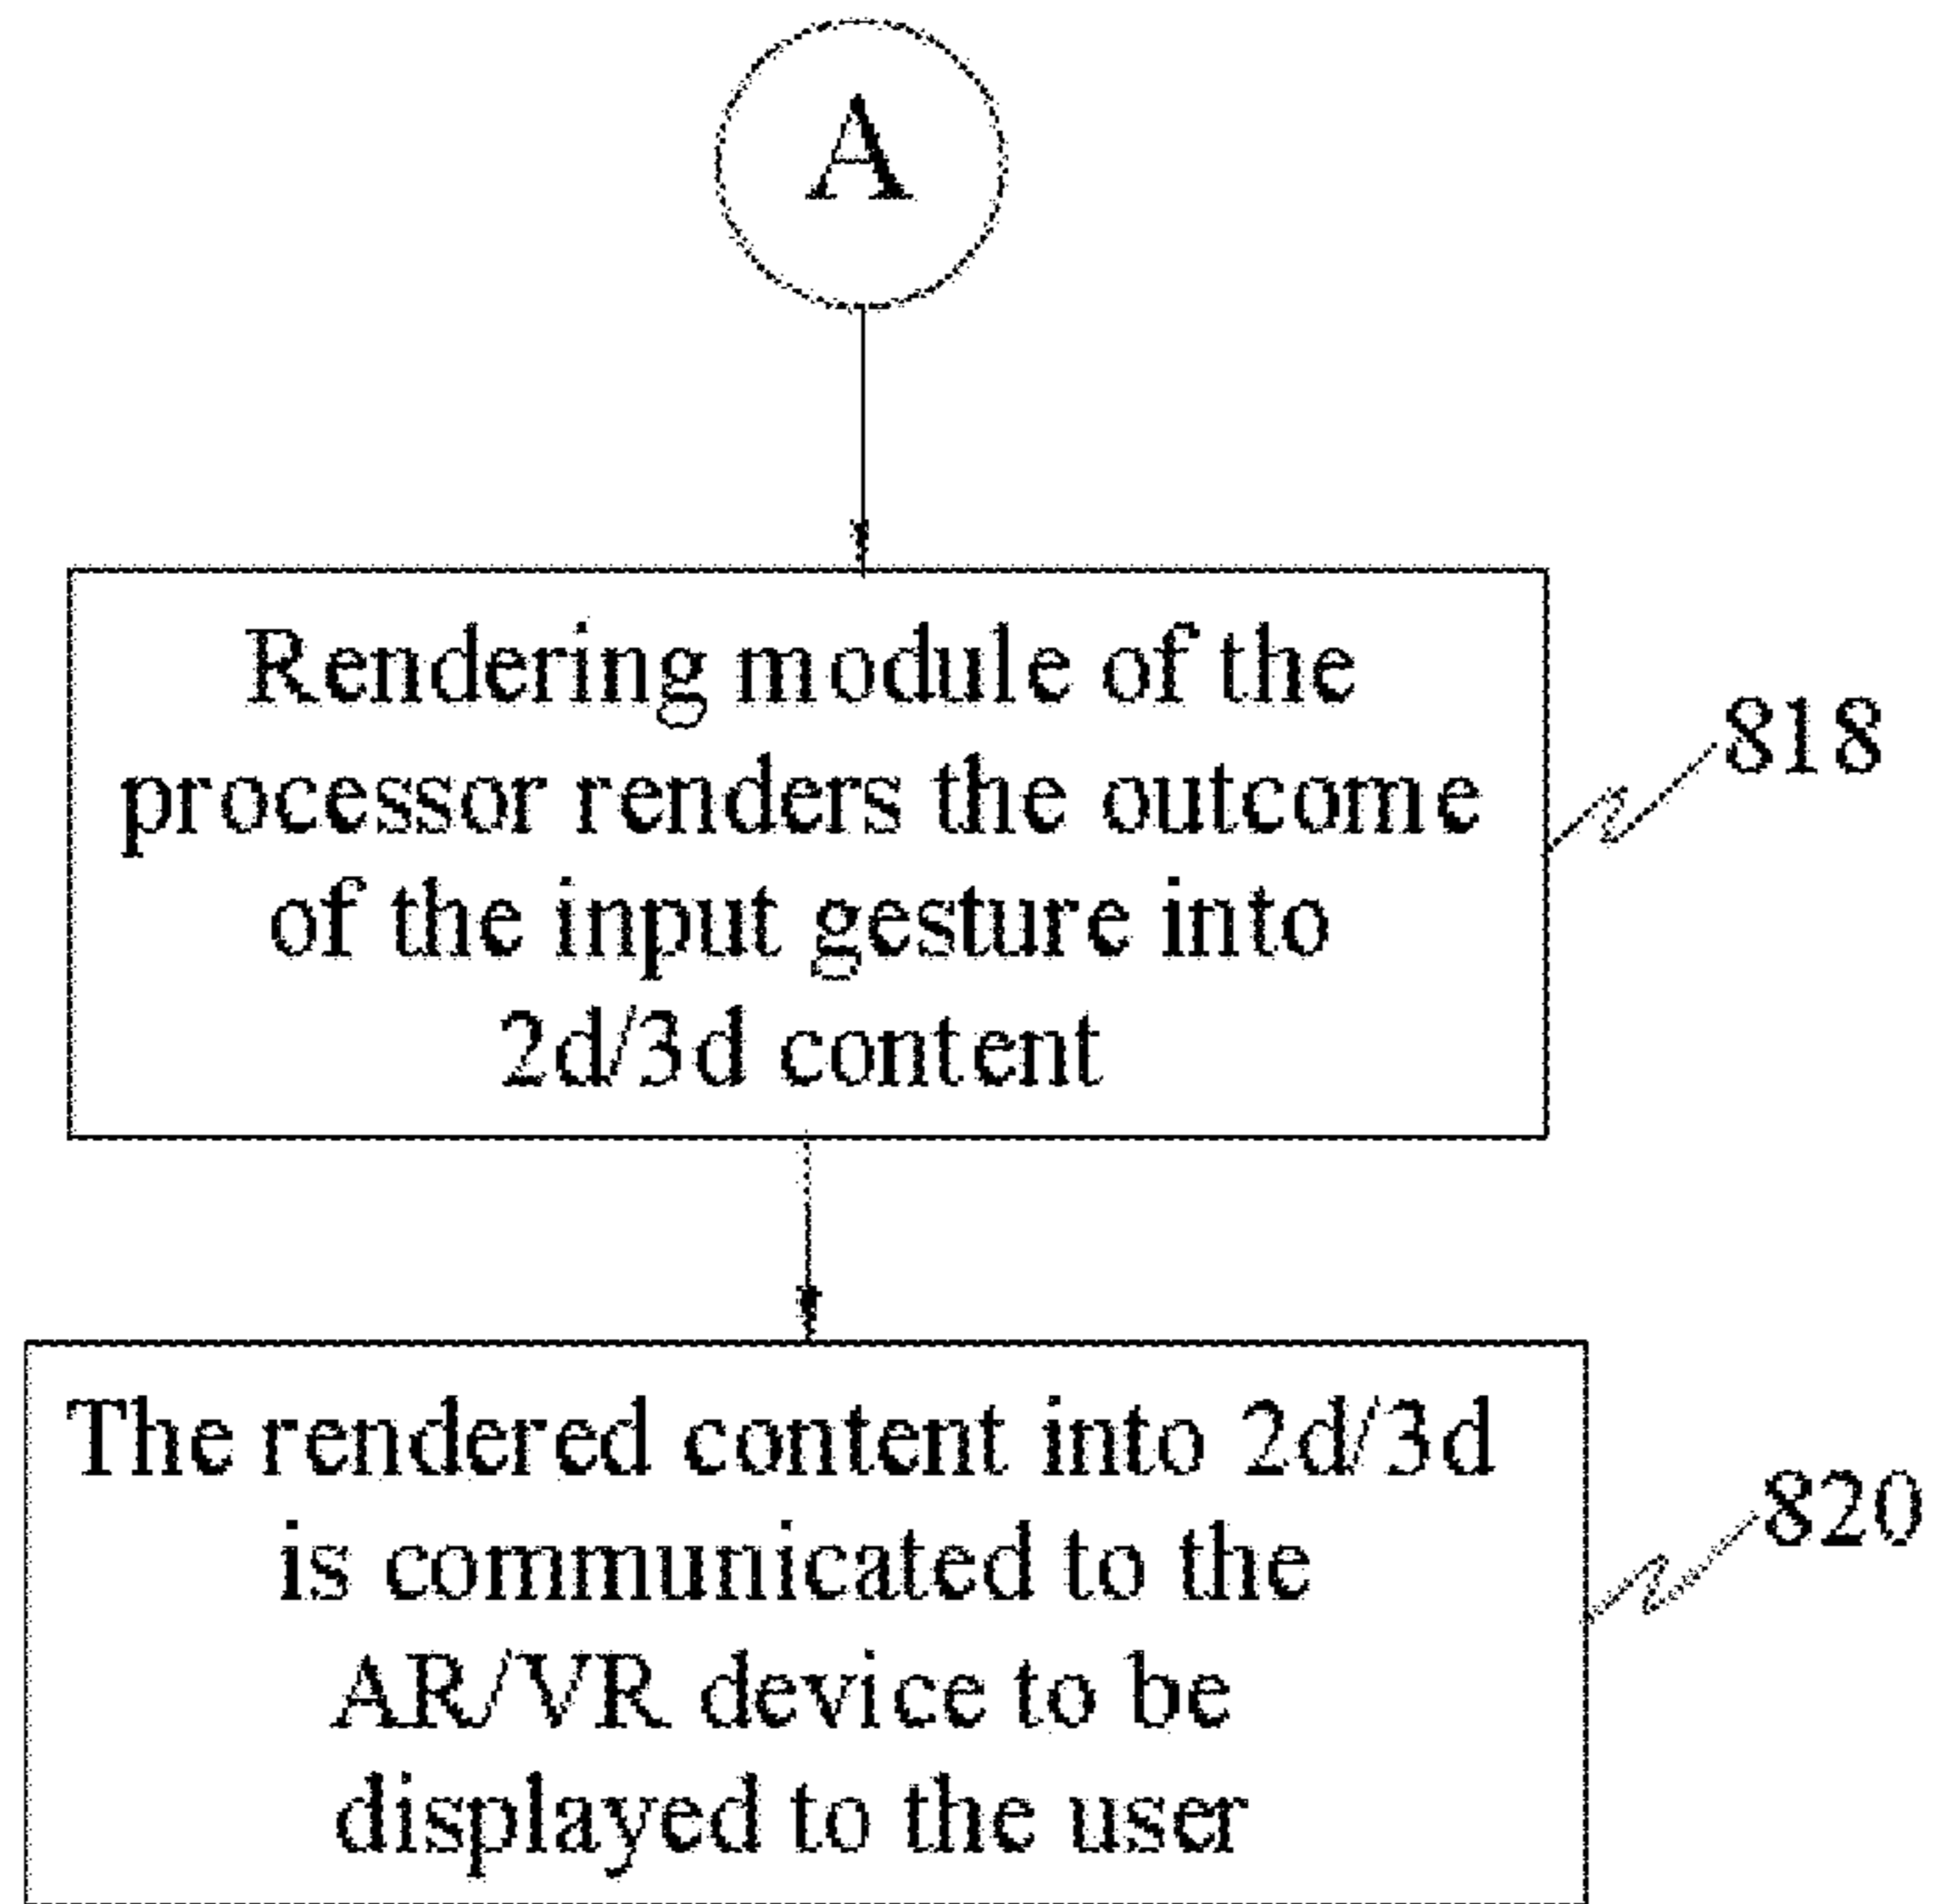 A
Rendering module of the
processor renders the outcome
of the input gesture into
2d/3d content
818
The rendered content into 2d/3d
is communicated to the
AR/VR device to be
displayed to the user
820